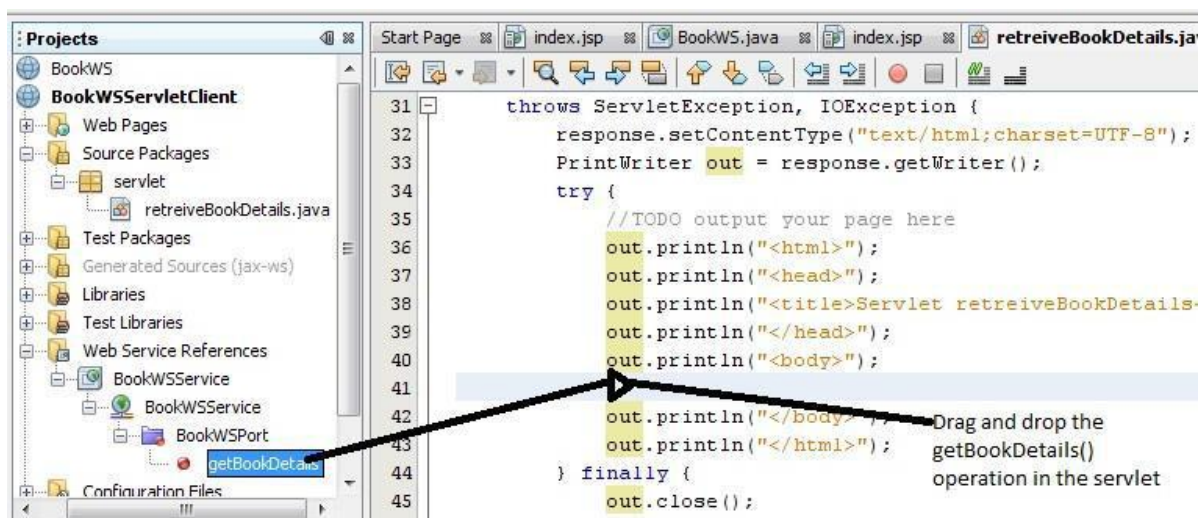 Projects
BookWS
BookWSServletClient
Web Pages
Source Packages
servlet
retreiveBookDetails.java
Test Packages
Generated Sources (jax-ws)
Libraries
Test Libraries
Web Service References
BookWSService
BookWSService
BookWSPort
getBookDetails
Configuration Files
Start Page index.jsp BookWS.java index.jsp retreiveBookDetails.jav
31 throws ServletException, IOException {
32 response.setContentType("text/html;charset=UTF-8");
33 PrintWriter out = response.getWriter();
34 try {
35 //TODO output your page here
36 out.println("<html>");
37 out.println("<head>");
38 out.println("<title>Servlet retreiveBookDetails
39 out.println("</head>");
40 out.println("<body>");
41
42 out.println("</body>");
43 out.println("</html>");
44 } finally {
45 out.close();
Drag and drop the
getBookDetails()
operation in the servlet